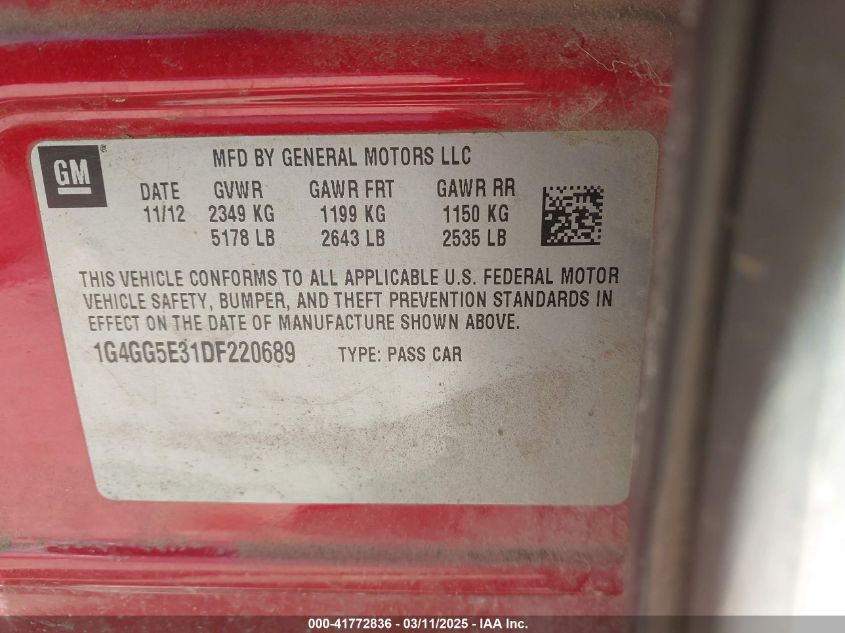 GM®
MFD BY GENERAL MOTORS LLC
DATE GVWR GAWR FRT GAWR RR
11/12 2349 KG 1199 KG 1150 KG
5178 LB 2643 LB 2535 LB
THIS VEHICLE CONFORMS TO ALL APPLICABLE U.S. FEDERAL MOTOR
VEHICLE SAFETY, BUMPER, AND THEFT PREVENTION STANDARDS IN
EFFECT ON THE DATE OF MANUFACTURE SHOWN ABOVE.
1G4GG5E31DF220689 TYPE: PASS CAR
000-41772836 / 03/11/2025 - IAA Inc.